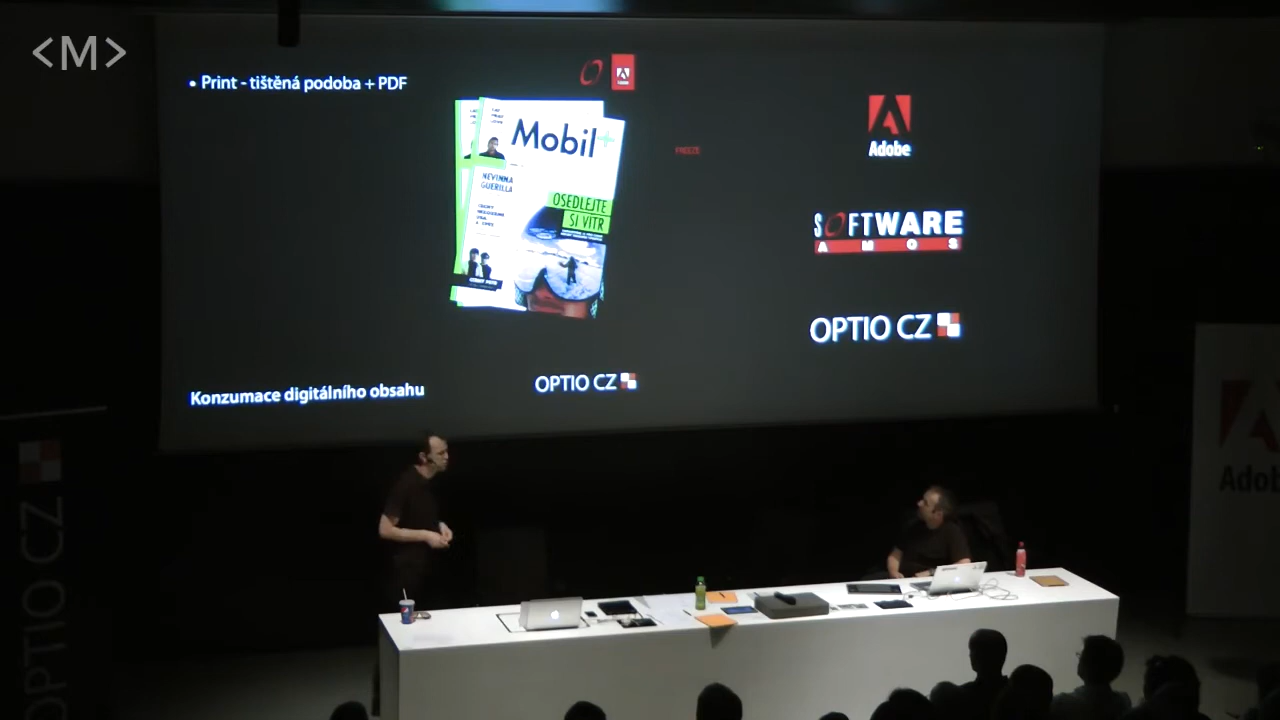 <M>
• Print - tištěná podoba + PDF
Mobil+
NEVINNÁ
GUERILLA
OSEDLEJTE
SI VÍTR
FREEZE
Adobe
SOFTWARE
AMOS
OPTIO CZ
OPTIO CZ
Konzumace digitálního obsahu
OPTIO CZ
Adob